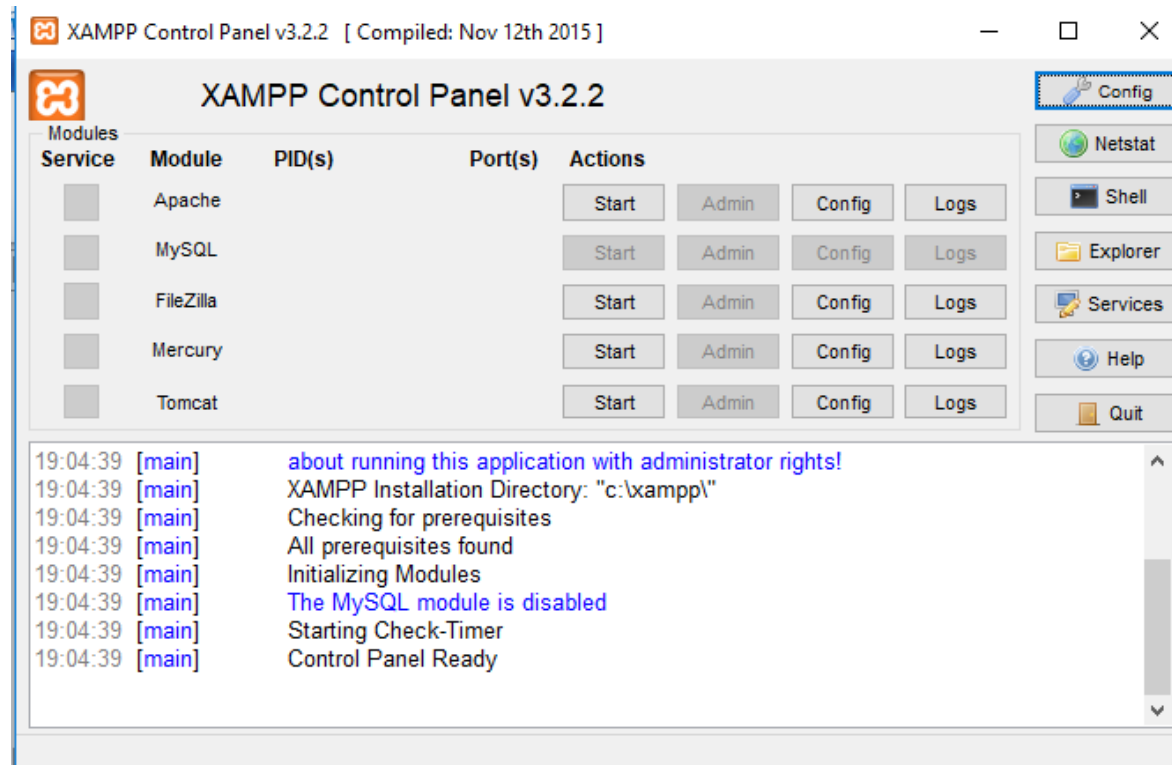 XAMPP Control Panel v3.2.2 [ Compiled: Nov 12th 2015 ]
XAMPP Control Panel v3.2.2
Config
Modules
Service Module PID(s) Port(s) Actions
Netstat
Apache Start Admin Config Logs
Shell
MySQL Start Admin Config Logs
Explorer
FileZilla Start Admin Config Logs
Services
Mercury Start Admin Config Logs
Help
Tomcat Start Admin Config Logs
Quit
19:04:39 [main] about running this application with administrator rights!
19:04:39 [main] XAMPP Installation Directory: "c:\xampp\"
19:04:39 [main] Checking for prerequisites
19:04:39 [main] All prerequisites found
19:04:39 [main] Initializing Modules
19:04:39 [main] The MySQL module is disabled
19:04:39 [main] Starting Check-Timer
19:04:39 [main] Control Panel Ready